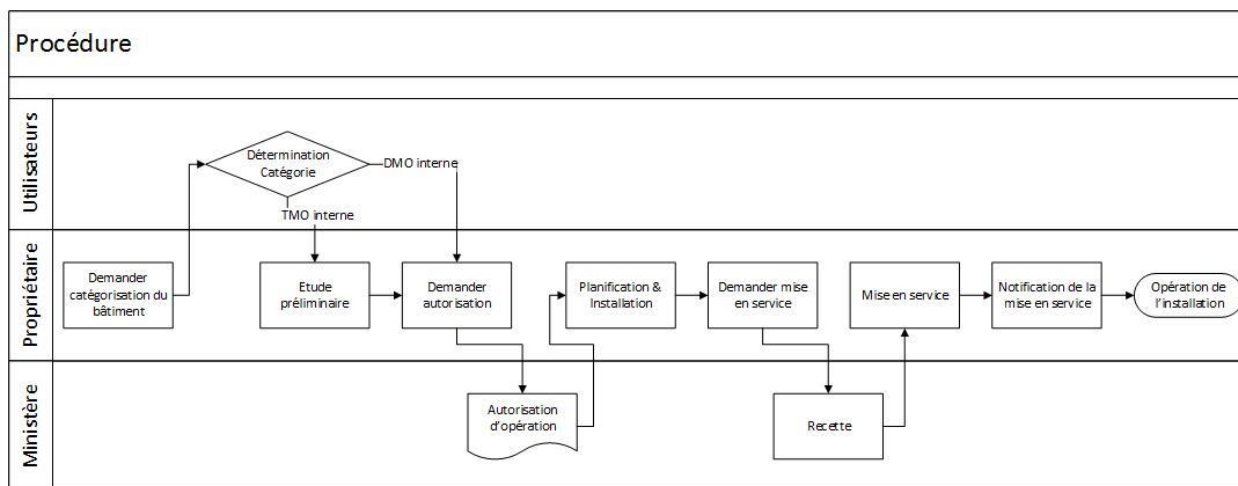 Procédure
Utilisateurs
Détermination
Catégorie
DMO interne
TMO interne
Propriétaire
Demander
catégorisation du
bâtiment
Etude
préliminaire
Demander
autorisation
Planification &
Installation
Demander mise
en service
Mise en service
Notification de la
mise en service
Opération de
l'installation
Ministère
Autorisation
d'opération
Recette